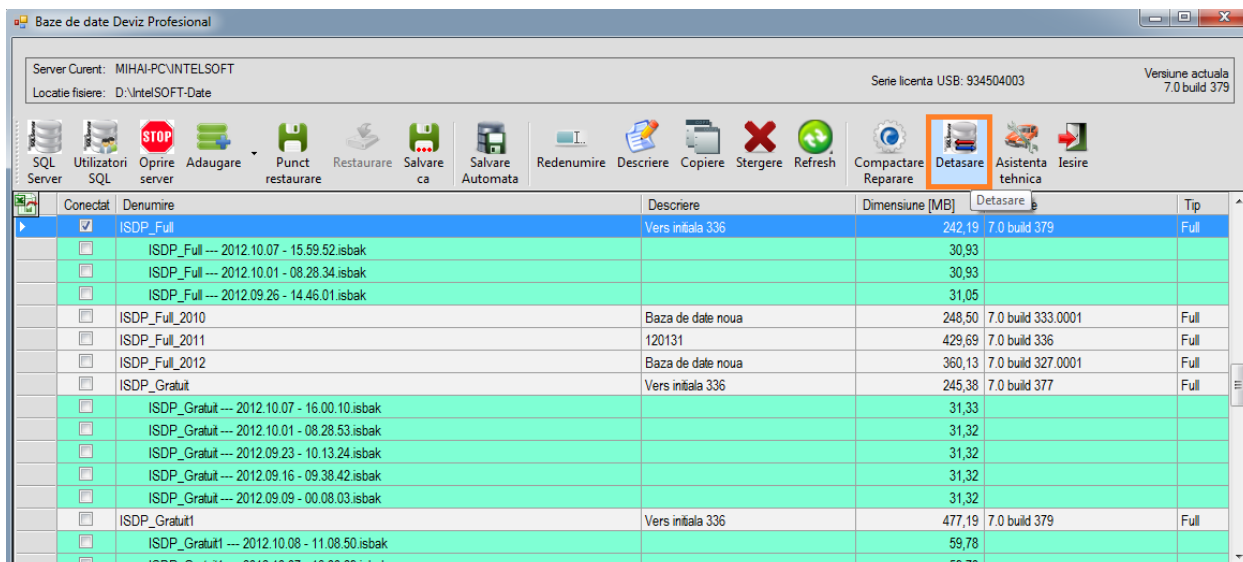 Baze de date Deviz Profesional
Server Curent: MIHAI-PC\INTELSOFT
Locatie fisiere: D:\IntelSOFT-Date
Serie licenta USB: 934504003
Versiune actuala
7.0 build 379
SQL Server
Utilizatori SQL
STOP
Oprire server
Adaugare
Punct restaurare
Restaurare
Salvare ca
Salvare Automata
Redenumire
Descriere
Copiere
Stergere
Refresh
Compactare Reparare
Detasare
Asistenta tehnica
Iesire
Detasare
Conectat Denumire Descriere Dimensiune [MB] Tip
ISDP_Full Vers initiala 336 242,19 7.0 build 379 Full
ISDP_Full --- 2012.10.07 - 15.59.52.isbak 30,93
ISDP_Full --- 2012.10.01 - 08.28.34.isbak 30,93
ISDP_Full --- 2012.09.26 - 14.46.01.isbak 31,05
ISDP_Full_2010 Baza de date noua 248,50 7.0 build 333.0001 Full
ISDP_Full_2011 120131 429,69 7.0 build 336 Full
ISDP_Full_2012 Baza de date noua 360,13 7.0 build 327.0001 Full
ISDP_Gratuit Vers initiala 336 245,38 7.0 build 377 Full
ISDP_Gratuit --- 2012.10.07 - 16.00.10.isbak 31,33
ISDP_Gratuit --- 2012.10.01 - 08.28.53.isbak 31,32
ISDP_Gratuit --- 2012.09.23 - 10.13.24.isbak 31,32
ISDP_Gratuit --- 2012.09.16 - 09.38.42.isbak 31,32
ISDP_Gratuit --- 2012.09.09 - 00.08.03.isbak 31,32
ISDP_Gratuit1 Vers initiala 336 477,19 7.0 build 379 Full
ISDP_Gratuit1 --- 2012.10.08 - 11.08.50.isbak 59,78